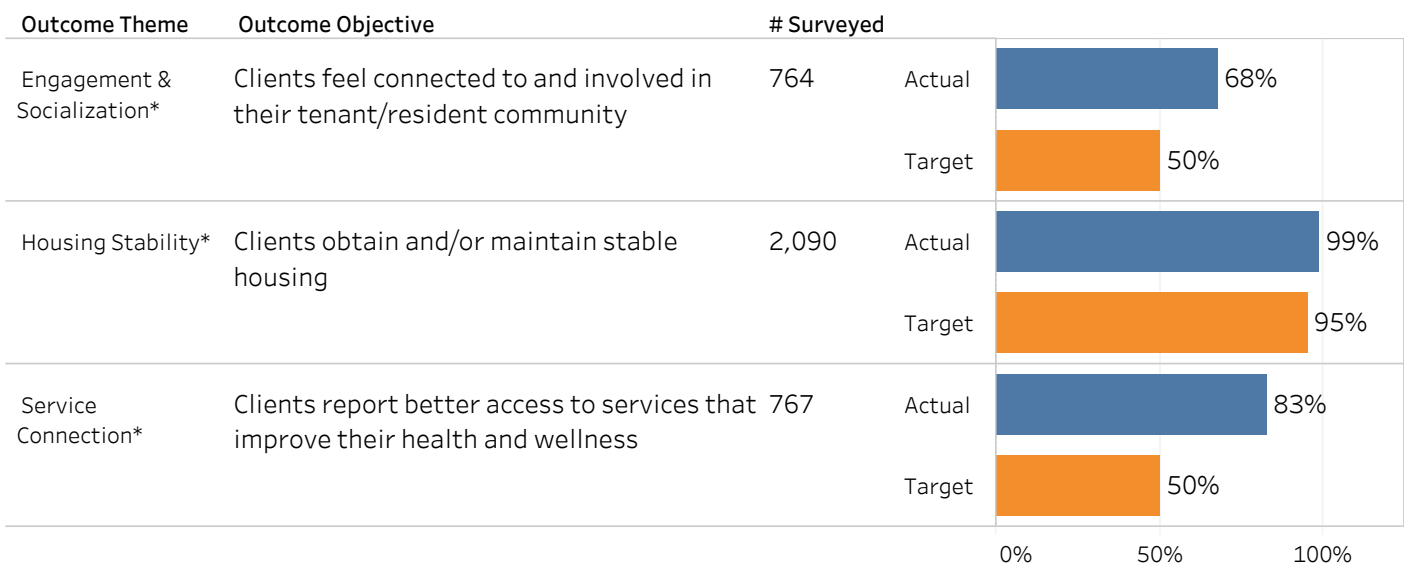 Outcome Theme Outcome Objective # Surveyed
Engagement & Socialization* Clients feel connected to and involved in their tenant/resident community 764 Actual 68%
Target 50%
Housing Stability* Clients obtain and/or maintain stable housing 2,090 Actual 99%
Target 95%
Service Connection* Clients report better access to services that improve their health and wellness 767 Actual 83%
Target 50%
0% 50% 100%